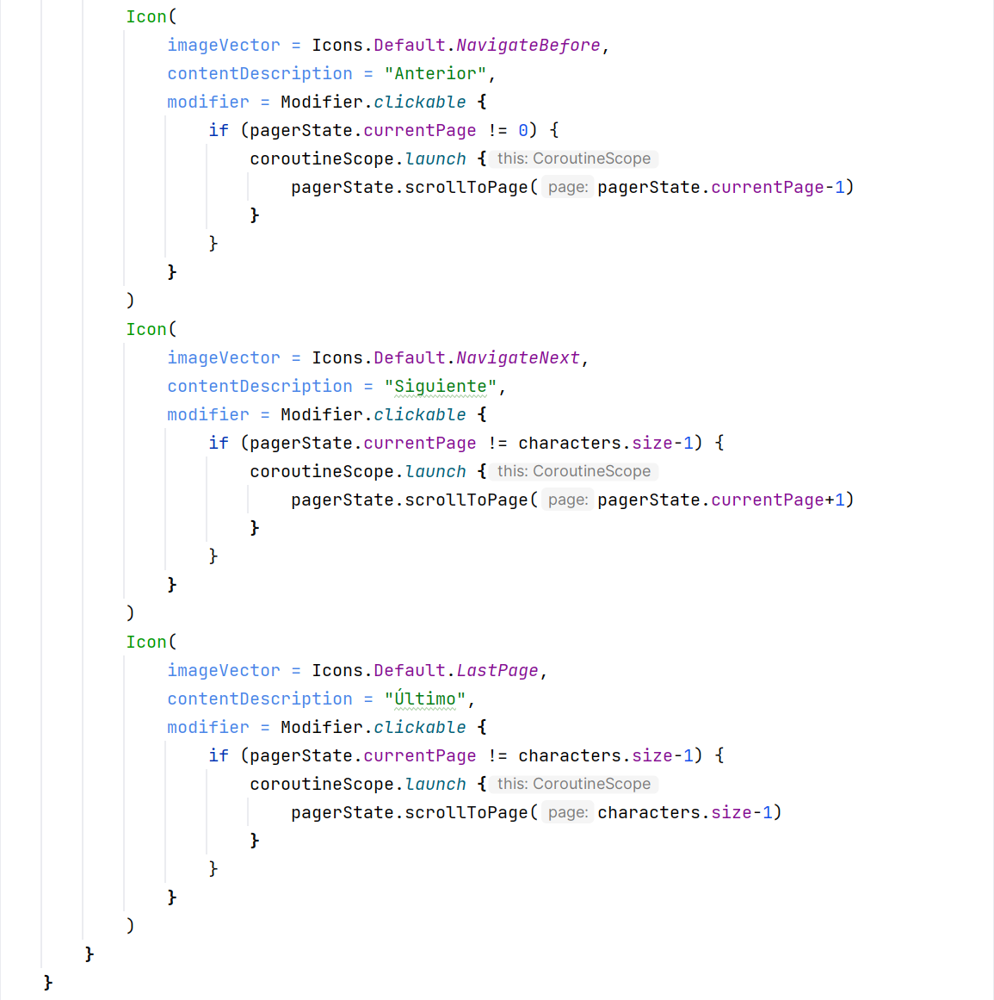 Icon(
imageVector = Icons.Default.NavigateBefore,
contentDescription = "Anterior",
modifier = Modifier.clickable {
if (pagerState.currentPage != 0) {
coroutineScope.launch { this: CoroutineScope
pagerState.scrollToPage( page: pagerState.currentPage-1)
}
}
}
)
Icon(
imageVector = Icons.Default.NavigateNext,
contentDescription = "Siguiente",
modifier = Modifier.clickable {
if (pagerState.currentPage != characters.size-1) {
coroutineScope.launch { this: CoroutineScope
pagerState.scrollToPage( page: pagerState.currentPage+1)
}
}
}
)
Icon(
imageVector = Icons.Default.LastPage,
contentDescription = "Último",
modifier = Modifier.clickable {
if (pagerState.currentPage != characters.size-1) {
coroutineScope.launch { this: CoroutineScope
pagerState.scrollToPage( page: characters.size-1)
}
}
}
)
}
}